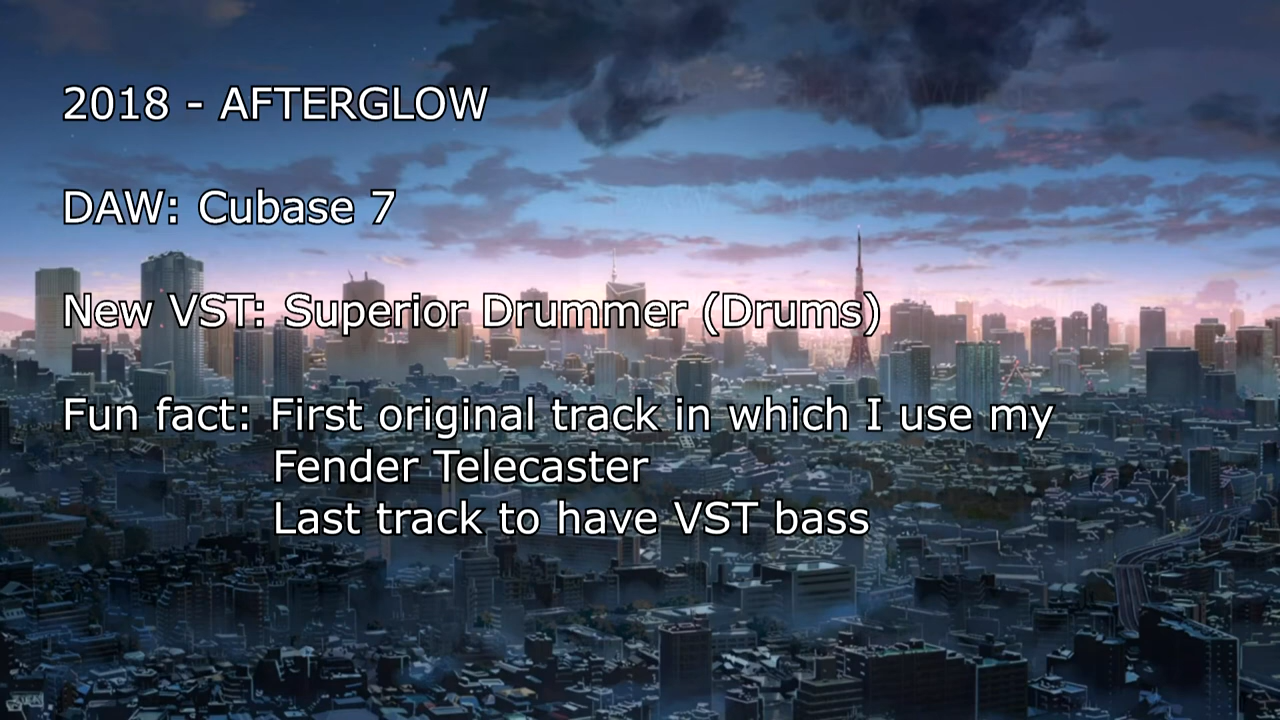 2018 - AFTERGLOW
DAW: Cubase 7
New VST: Superior Drummer (Drums)
Fun fact: First original track in which I use my
Fender Telecaster
Last track to have VST bass